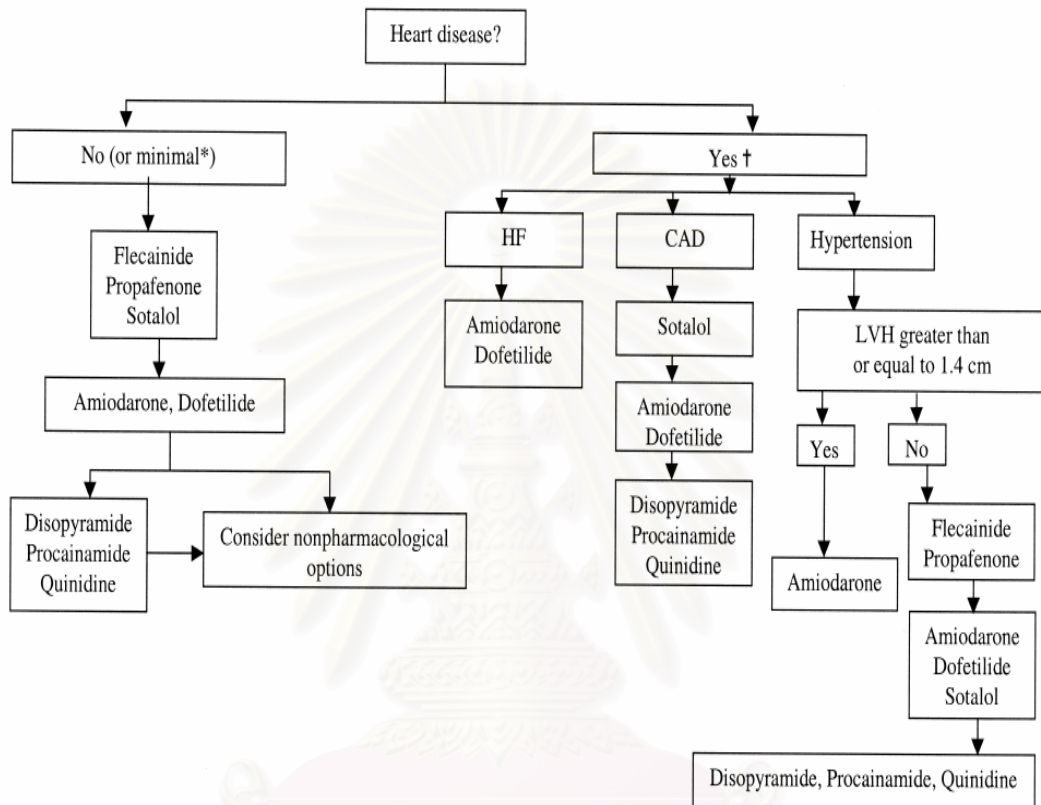 Heart disease?
No (or minimal*)
Yes †
Flecainide
Propafenone
Sotalol
Amiodarone, Dofetilide
Disopyramide
Procainamide
Quinidine
Consider nonpharmacological
options
HF
Amiodarone
Dofetilide
CAD
Sotalol
Amiodarone
Dofetilide
Disopyramide
Procainamide
Quinidine
Hypertension
LVH greater than
or equal to 1.4 cm
Yes
Amiodarone
No
Flecainide
Propafenone
Amiodarone
Dofetilide
Sotalol
Disopyramide, Procainamide, Quinidine